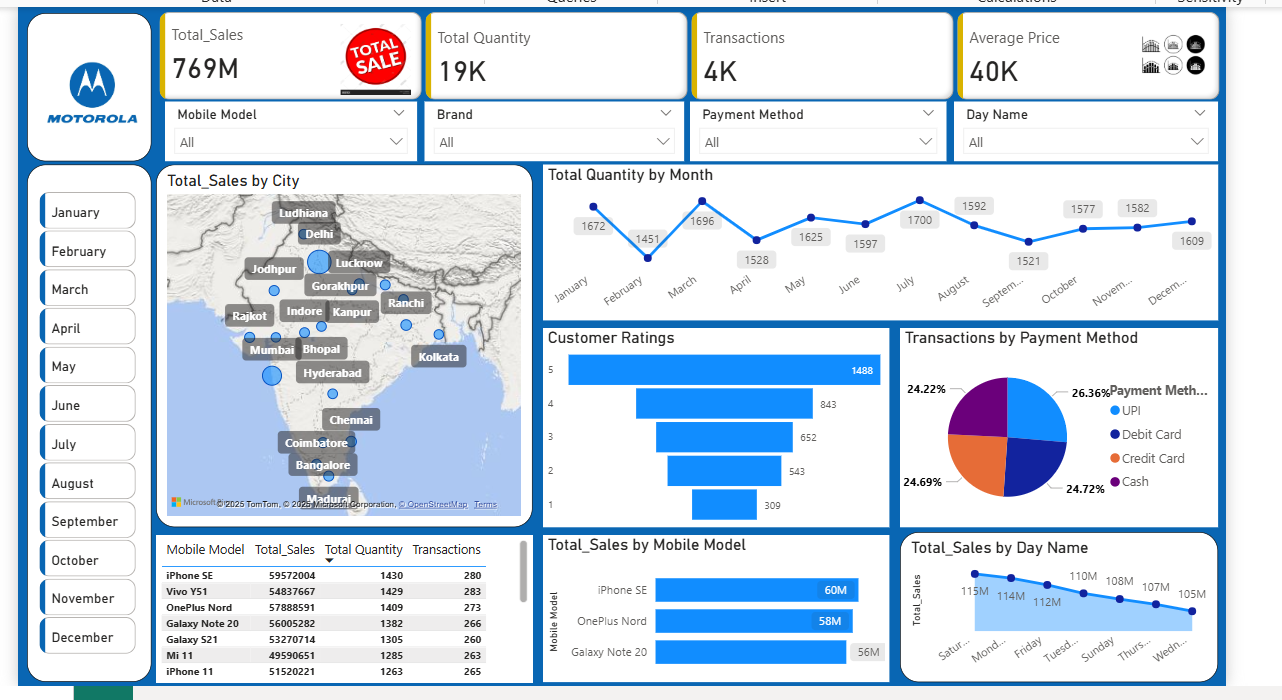 Data Queries Insert Calculations Sensitivity
MOTOROLA
Total_Sales
769M
TOTAL
SALE
Total Quantity
19K
Transactions
4K
Average Price
40K
Mobile Model
All
Brand
All
Payment Method
All
Day Name
All
January
February
March
April
May
June
July
August
September
October
November
December
Total_Sales by City
Ludhiana
Delhi
Lucknow
Jodhpur
Gorakhpur
Ranchi
Rajkot
Indore
Kanpur
Mumbai
Bhopal
Kolkata
Hyderabad
Chennai
Coimbatore
Bangalore
Madurai
© 2025 TomTom, © 2025 Microsoft Corporation, © OpenStreetMap Terms
Total Quantity by Month
1672
1451
1696
1528
1625
1597
1700
1592
1521
1577
1582
1609
January
February
March
April
May
June
July
August
Septem...
October
Novem...
Decem...
Customer Ratings
5 1488
4 843
3 652
2 543
1 309
Transactions by Payment Method
24.22%
26.36%
24.69%
24.72%
Payment Meth...
UPI
Debit Card
Credit Card
Cash
Mobile Model Total_Sales Total Quantity Transactions
iPhone SE 59572004 1430 280
Vivo Y51 54837667 1429 283
OnePlus Nord 57888591 1409 273
Galaxy Note 20 56005282 1382 266
Galaxy S21 53270714 1305 260
Mi 11 49590651 1285 263
iPhone 11 51520221 1263 265
Total_Sales by Mobile Model
Mobile Model
iPhone SE 60M
OnePlus Nord 58M
Galaxy Note 20 56M
Total_Sales by Day Name
Total_Sales
115M
114M
112M
110M
108M
107M
105M
Satur...
Mond...
Friday
Tuesd...
Sunday
Thurs...
Wedn...